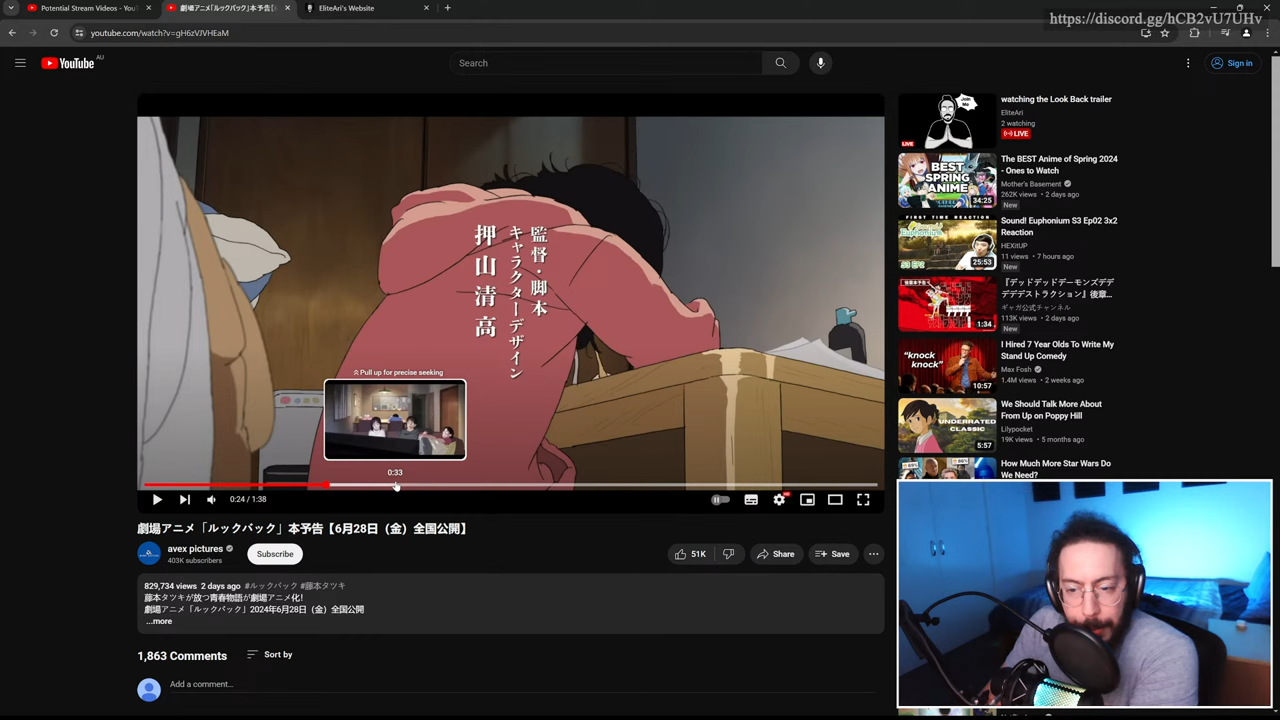 Potential Stream Videos - YouT
劇場アニメ「ルックバック」本予告【6
EliteAri's Website
https://discord.gg/hCB2vU7UHv
youtube.com/watch?v=gH6zVJVHEaM
YouTube AU
Search
Sign in
監督・脚本
キャラクターデザイン
押山清高
Pull up for precise seeking
0:33
0:24 / 1:38
劇場アニメ「ルックバック」本予告【6月28日（金）全国公開】
avex pictures
403K subscribers
Subscribe
51K
Share
Save
829,734 views 2 days ago #ルックバック #藤本タツキ
藤本タツキが放つ青春物語が劇場アニメ化！
劇場アニメ「ルックバック」2024年6月28日（金）全国公開
...more
1,863 Comments
Sort by
Add a comment...
Join Me
LIVE
watching the Look Back trailer
EliteAri
2 watching
LIVE
BEST SPRING ANIME
34:25
The BEST Anime of Spring 2024
- Ones to Watch
Mother's Basement
262K views • 2 days ago
New
FIRST TIME REACTION
25:53
Sound! Euphonium S3 Ep02 3x2
Reaction
HEXitUP
11 views • 7 hours ago
New
1:34
『デッドデッドデーモンズデデ
デデデデストラクション』後章...
ギャガ公式チャンネル
113K views • 2 days ago
New
"knock knock"
10:57
I Hired 7 Year Olds To Write My
Stand Up Comedy
Max Fosh
1.4M views • 2 weeks ago
UNDERRATED CLASSIC
5:57
We Should Talk More About
From Up on Poppy Hill
Lilypocket
19K views • 5 months ago
How Much More Star Wars Do
We Need?